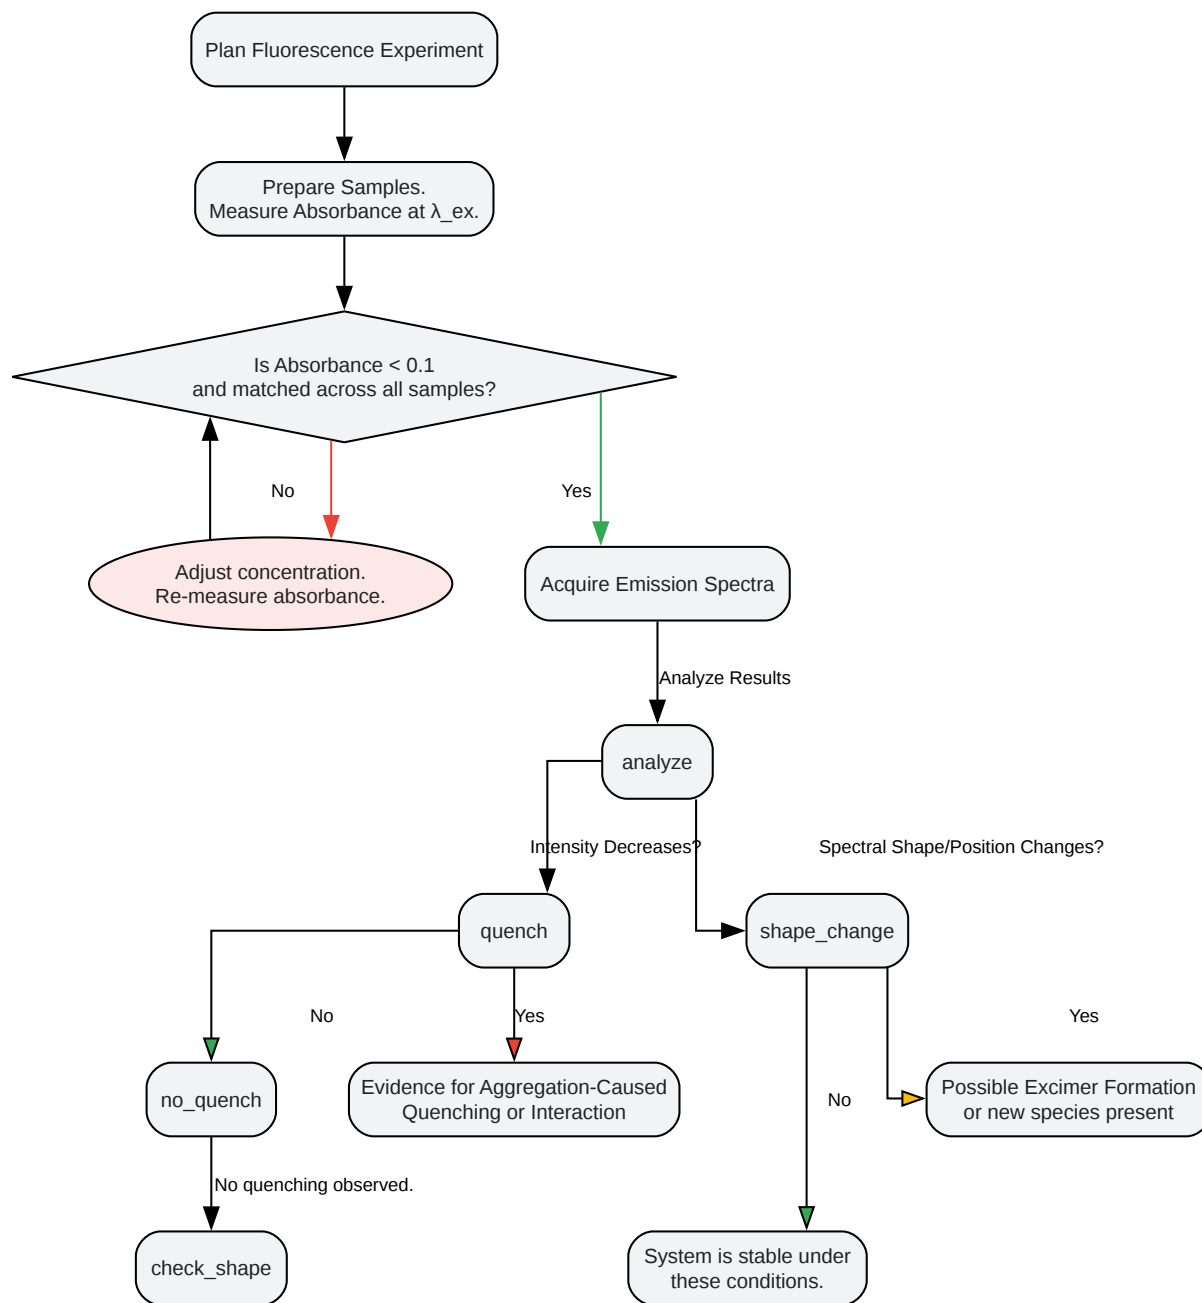 Plan Fluorescence Experiment
Prepare Samples.
Measure Absorbance at λ_ex.
Is Absorbance < 0.1
and matched across all samples?
No
Yes
Adjust concentration.
Re-measure absorbance.
Acquire Emission Spectra
Analyze Results
analyze
Intensity Decreases?
Spectral Shape/Position Changes?
quench
shape_change
No
Yes
Yes
no_quench
Evidence for Aggregation-Caused
Quenching or Interaction
No
Possible Excimer Formation
or new species present
No quenching observed.
check_shape
System is stable under
these conditions.